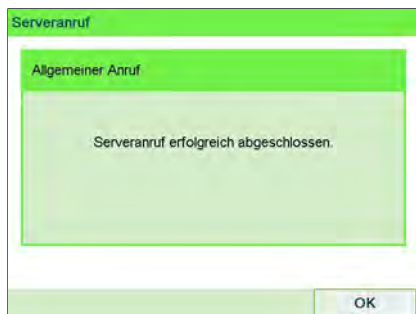 Serveranruf
Allgemeiner Anruf
Serveranruf erfolgreich abgeschlossen.
OK